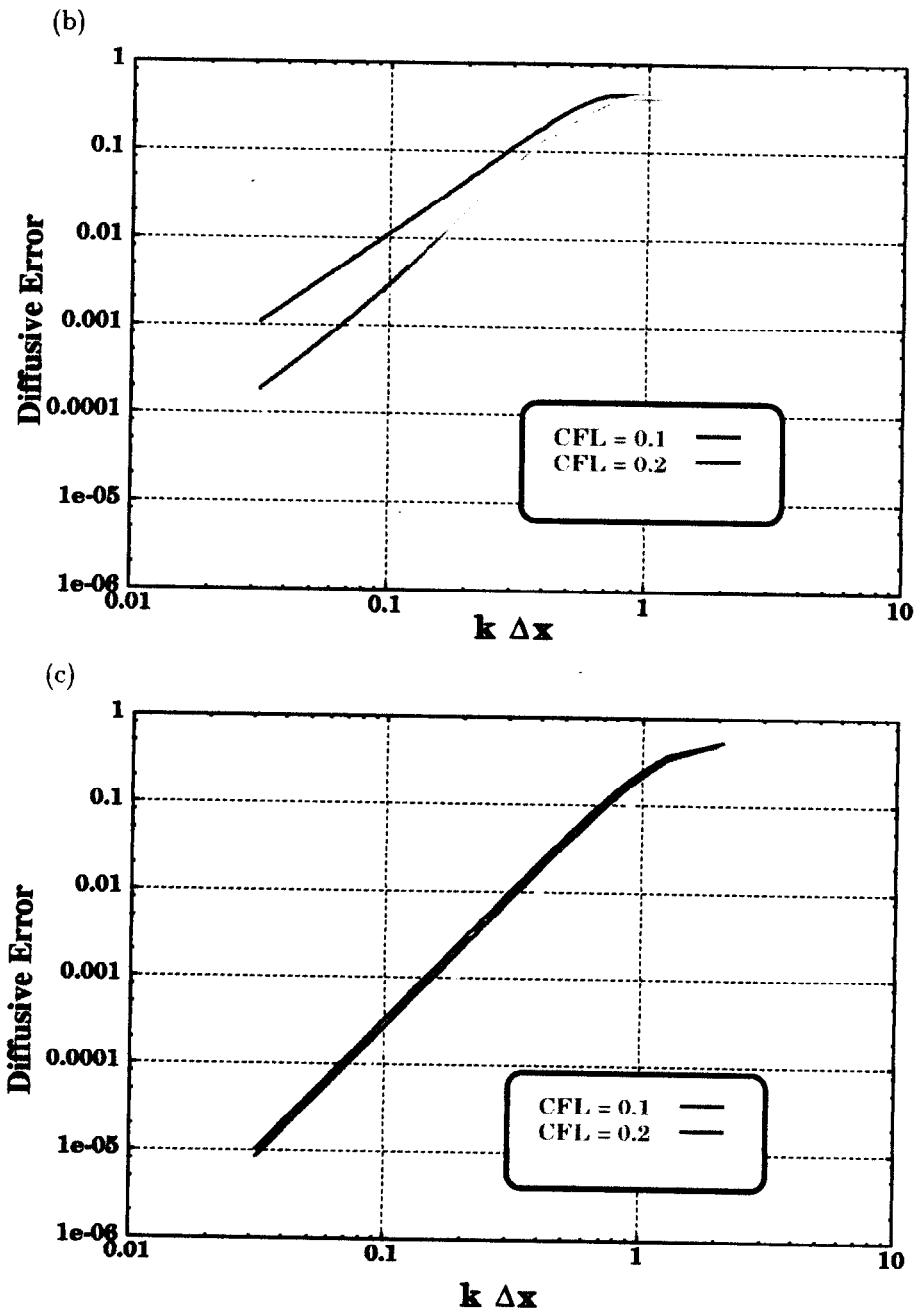 (b)
1
0.1
0.01
0.001
0.0001
1e-05
1e-06
Diffusive Error
CFL = 0.1
CFL = 0.2
0.01 0.1 1 10
k Δx
(c)
1
0.1
0.01
0.001
0.0001
1e-05
1e-06
Diffusive Error
CFL = 0.1
CFL = 0.2
0.01 0.1 1 10
k Δx